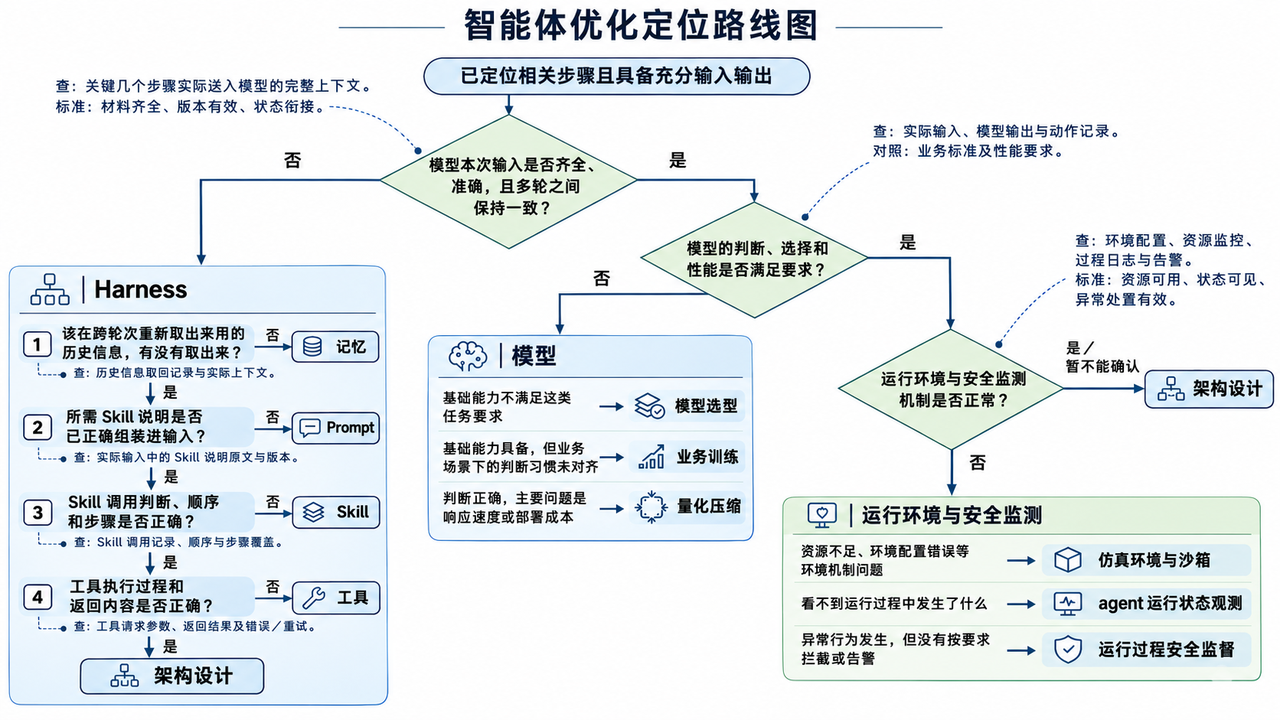 智能体优化定位路线图
已定位相关步骤且具备充分输入输出
查：关键几个步骤实际送入模型的完整上下文。
标准：材料齐全、版本有效、状态衔接。
模型本次输入是否齐全、
准确，且多轮之间
保持一致？
否
是
查：实际输入、模型输出与动作记录。
对照：业务标准及性能要求。
模型的判断、选择和
性能是否满足要求？
否
是
查：环境配置、资源监控、
过程日志与告警。
标准：资源可用、状态可见、
异常处置有效。
运行环境与安全监测
机制是否正常？
是／
暂不能确认
架构设计
否
Harness
1
该在跨轮次重新取出来用的
历史信息，有没有取出来？
否
记忆
查：历史信息取回记录与实际上下文。
是
2
所需 Skill 说明是否
已正确组装进输入？
否
Prompt
查：实际输入中的 Skill 说明原文与版本。
是
3
Skill 调用判断、顺序
和步骤是否正确？
否
Skill
查：Skill 调用记录、顺序与步骤覆盖。
是
4
工具执行过程和
返回内容是否正确？
否
工具
查：工具请求参数、返回结果及错误／重试。
是
架构设计
模型
基础能力不满足这类
任务要求
模型选型
基础能力具备，但业务
场景下的判断习惯未对齐
业务训练
判断正确，主要问题是
响应速度或部署成本
量化压缩
运行环境与安全监测
资源不足、环境配置错误等
环境机制问题
仿真环境与沙箱
看不到运行过程中发生了什么
agent 运行状态观测
异常行为发生，但没有按要求
拦截或告警
运行过程安全监督